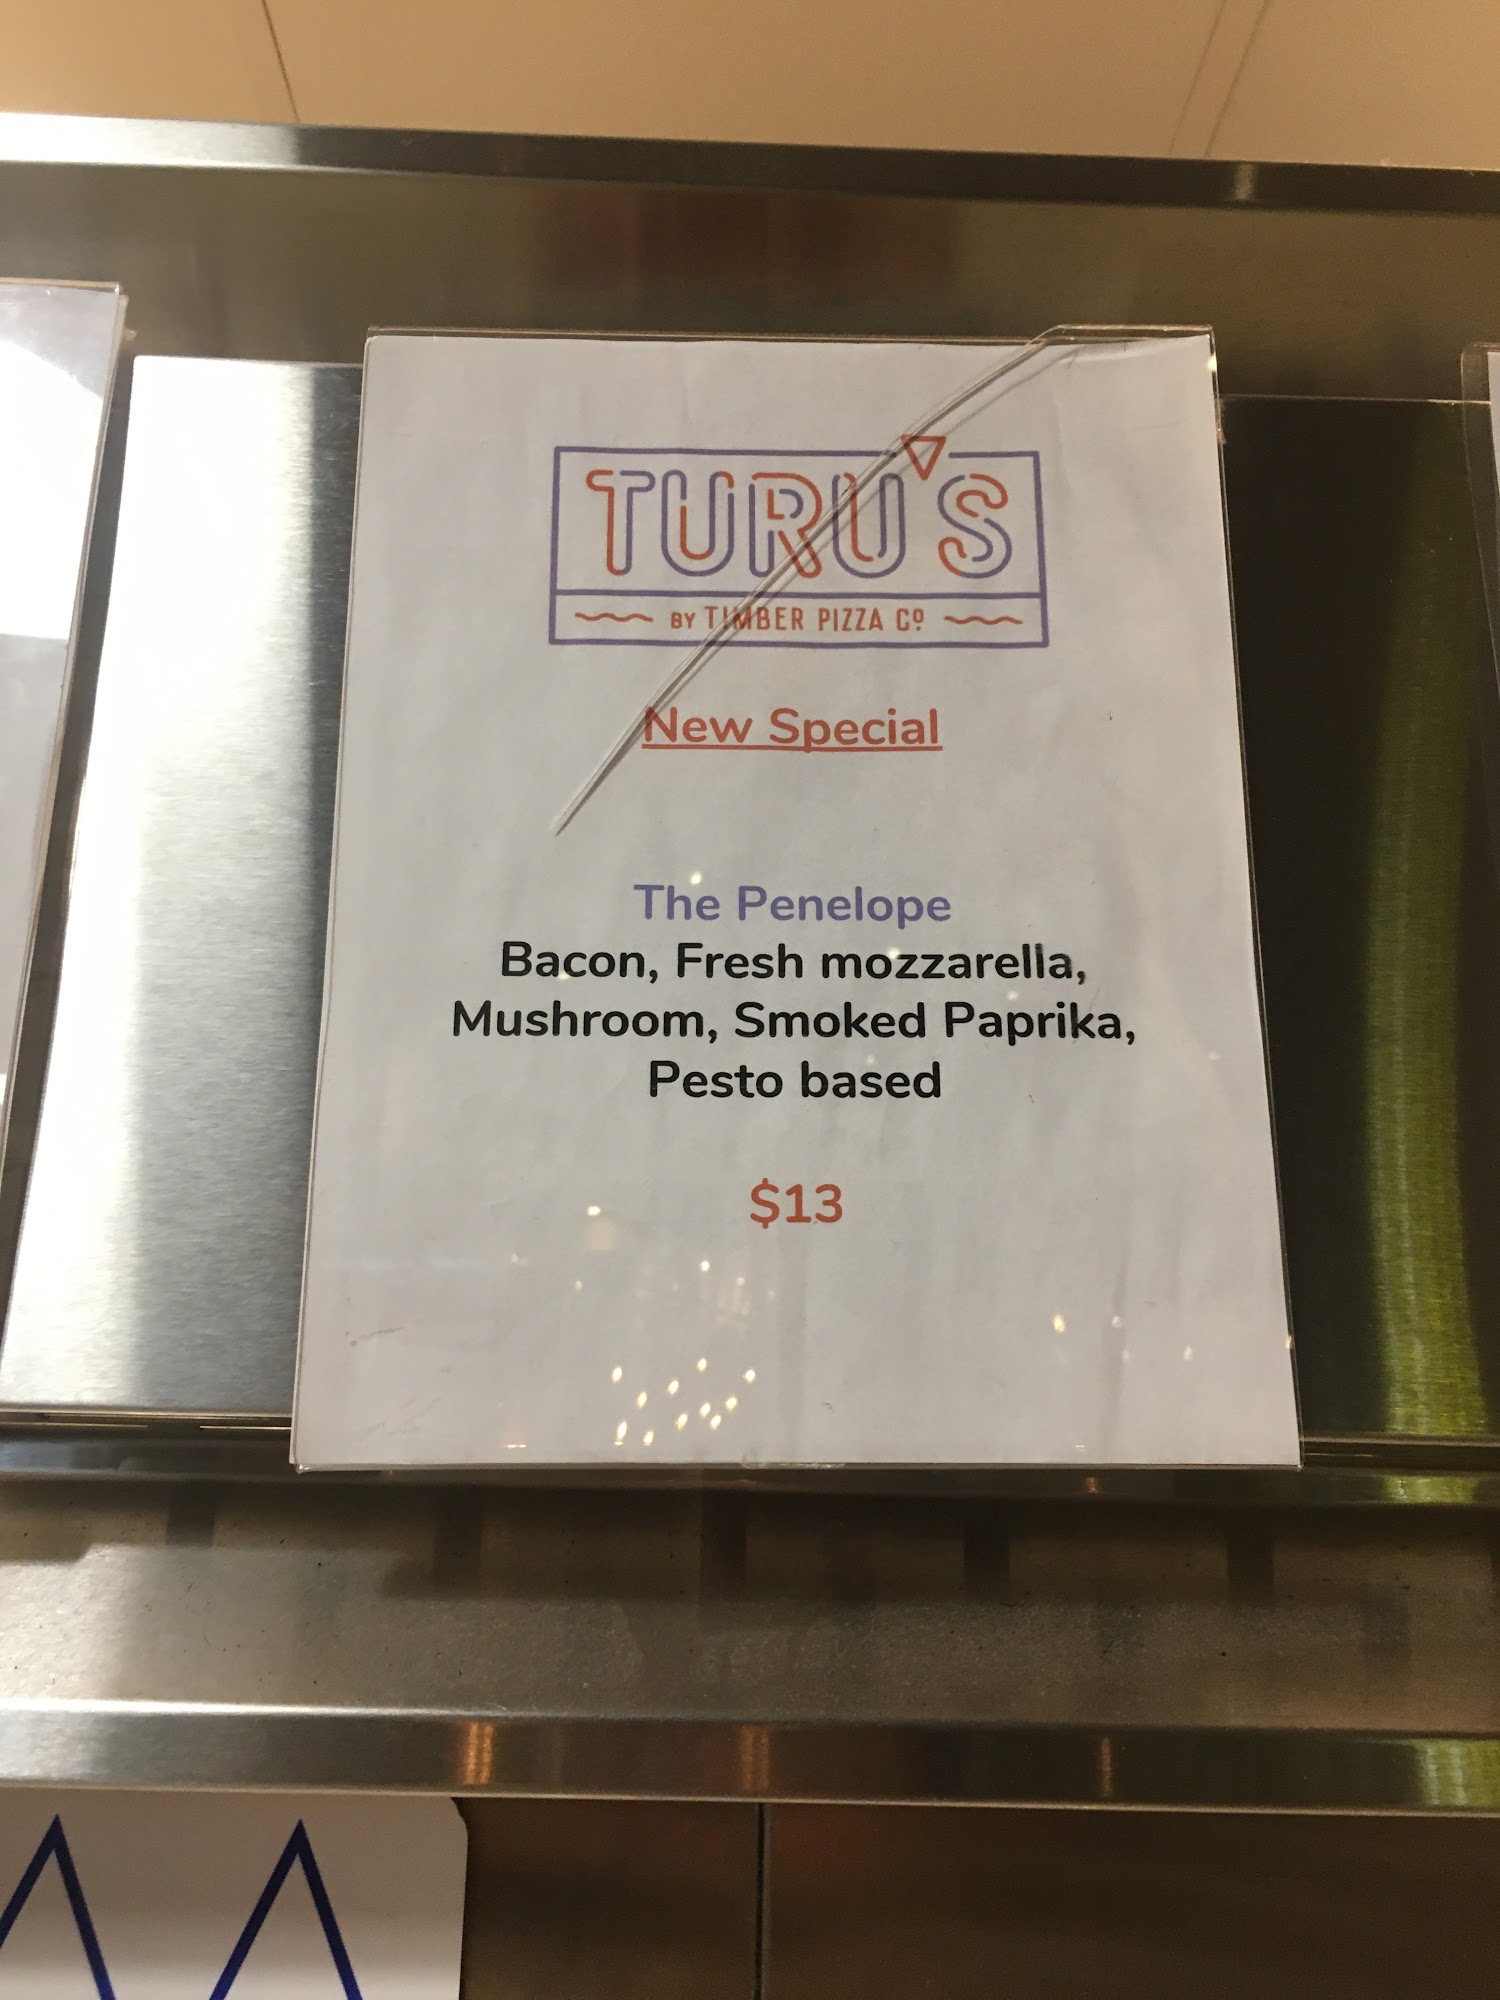 TURU'S
BY TIMBER PIZZA Cº
New Special
The Penelope
Bacon, Fresh mozzarella,
Mushroom, Smoked Paprika,
Pesto based
$13